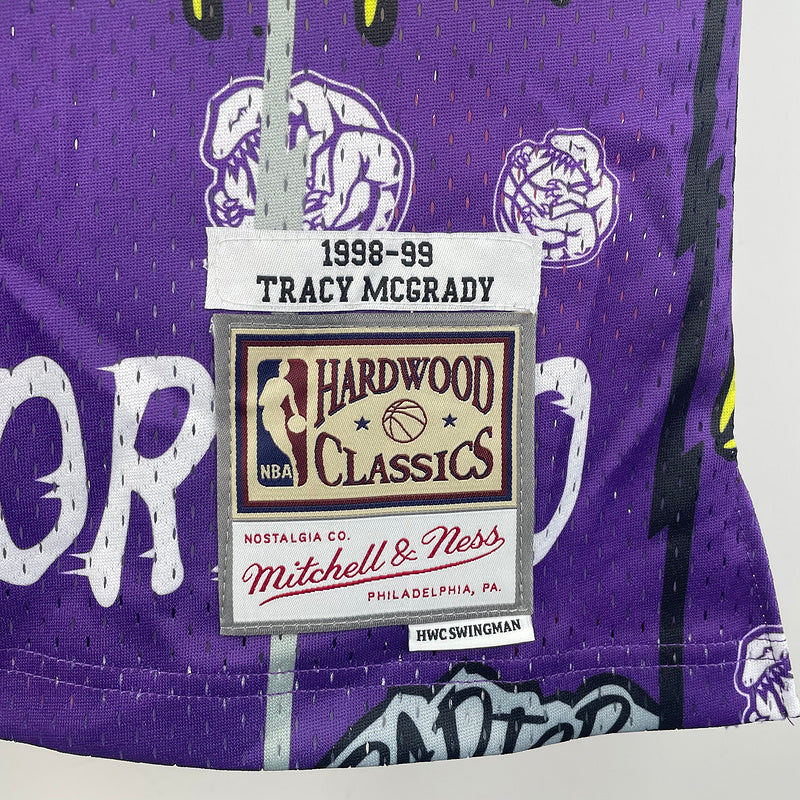 1998-99
TRACY MCGRADY
HARDWOOD
CLASSICS
NBA
NOSTALGIA CO.
Mitchell & Ness
PHILADELPHIA, PA.
HWC SWINGMAN